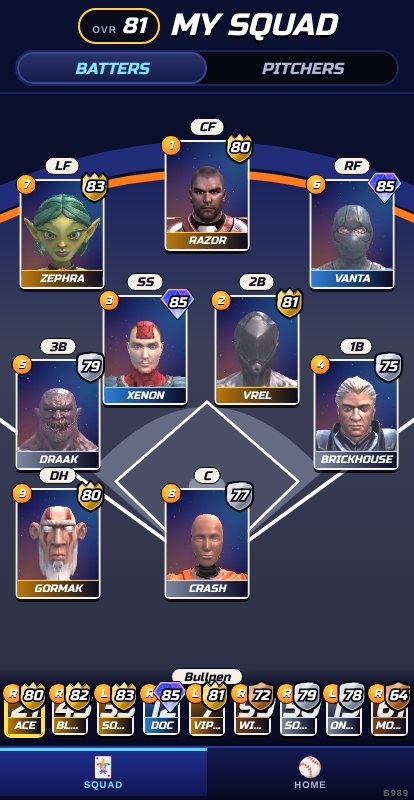 OVR 81 MY SQUAD
BATTERS PITCHERS
CF
1 80
RAZOR
LF
7 83
ZEPHRA
RF
6 85
VANTA
SS
3 85
XENON
2B
2 81
VREL
3B
5 79
DRAAK
1B
4 75
BRICKHOUSE
DH
9 80
GORMAK
C
8 77
CRASH
Bullpen
R 80 R 82 L 83 R 85 L 81 R 72 R 79 L 78 R 64
ACE BL... SO... DOC VIP... WI... SO... ON... MO...
SQUAD HOME
B989